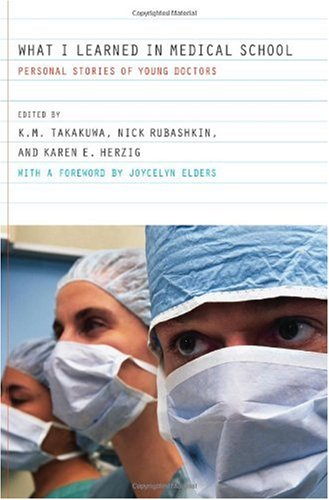 WHAT I LEARNED IN MEDICAL SCHOOL
PERSONAL STORIES OF YOUNG DOCTORS
EDITED BY
K.M. TAKAKUWA, NICK RUBASHKIN,
AND KAREN E. HERZIG
WITH A FOREWORD BY JOYCELYN ELDERS